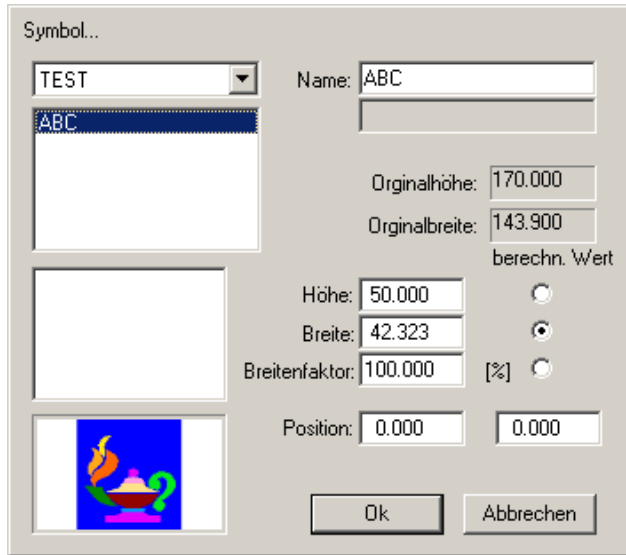 Symbol...
TEST
Name: ABC
ABC
Orginalhöhe: 170.000
Orginalbreite: 143.900
berechn. Wert
Höhe: 50.000
Breite: 42.323
Breitenfaktor: 100.000 [%]
Position: 0.000 0.000
Ok Abbrechen